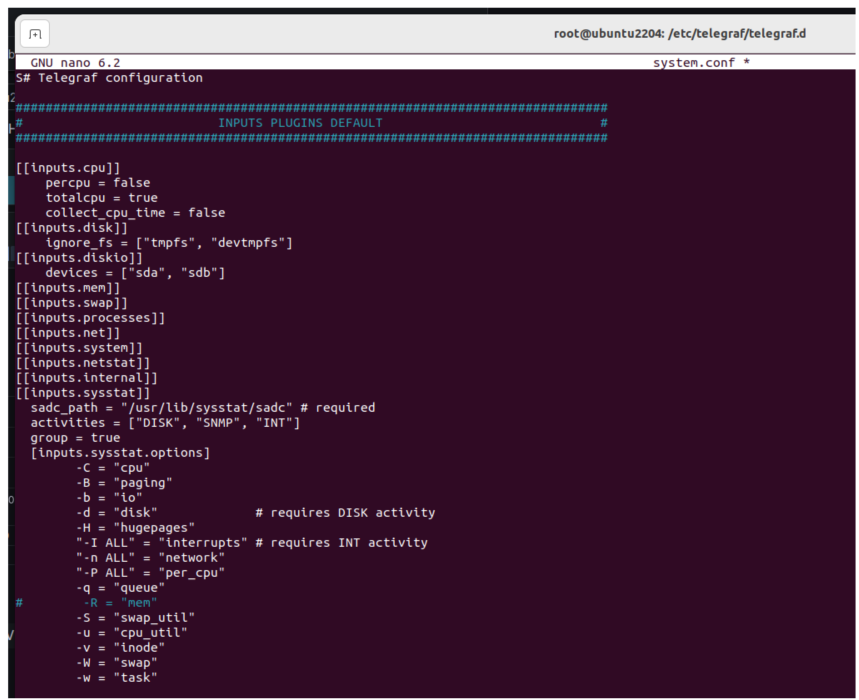 root@ubuntu2204: /etc/telegraf/telegraf.d
GNU nano 6.2 system.conf *
S# Telegraf configuration
###############################################################################
# INPUTS PLUGINS DEFAULT #
###############################################################################
[[inputs.cpu]]
percpu = false
totalcpu = true
collect_cpu_time = false
[[inputs.disk]]
ignore_fs = ["tmpfs", "devtmpfs"]
[[inputs.diskio]]
devices = ["sda", "sdb"]
[[inputs.mem]]
[[inputs.swap]]
[[inputs.processes]]
[[inputs.net]]
[[inputs.system]]
[[inputs.netstat]]
[[inputs.internal]]
[[inputs.sysstat]]
sadc_path = "/usr/lib/sysstat/sadc" # required
activities = ["DISK", "SNMP", "INT"]
group = true
[inputs.sysstat.options]
-C = "cpu"
-B = "paging"
-b = "io"
-d = "disk" # requires DISK activity
-H = "hugepages"
"-I ALL" = "interrupts" # requires INT activity
"-n ALL" = "network"
"-P ALL" = "per_cpu"
-q = "queue"
# -R = "mem"
-S = "swap_util"
-u = "cpu_util"
-v = "inode"
-W = "swap"
-w = "task"